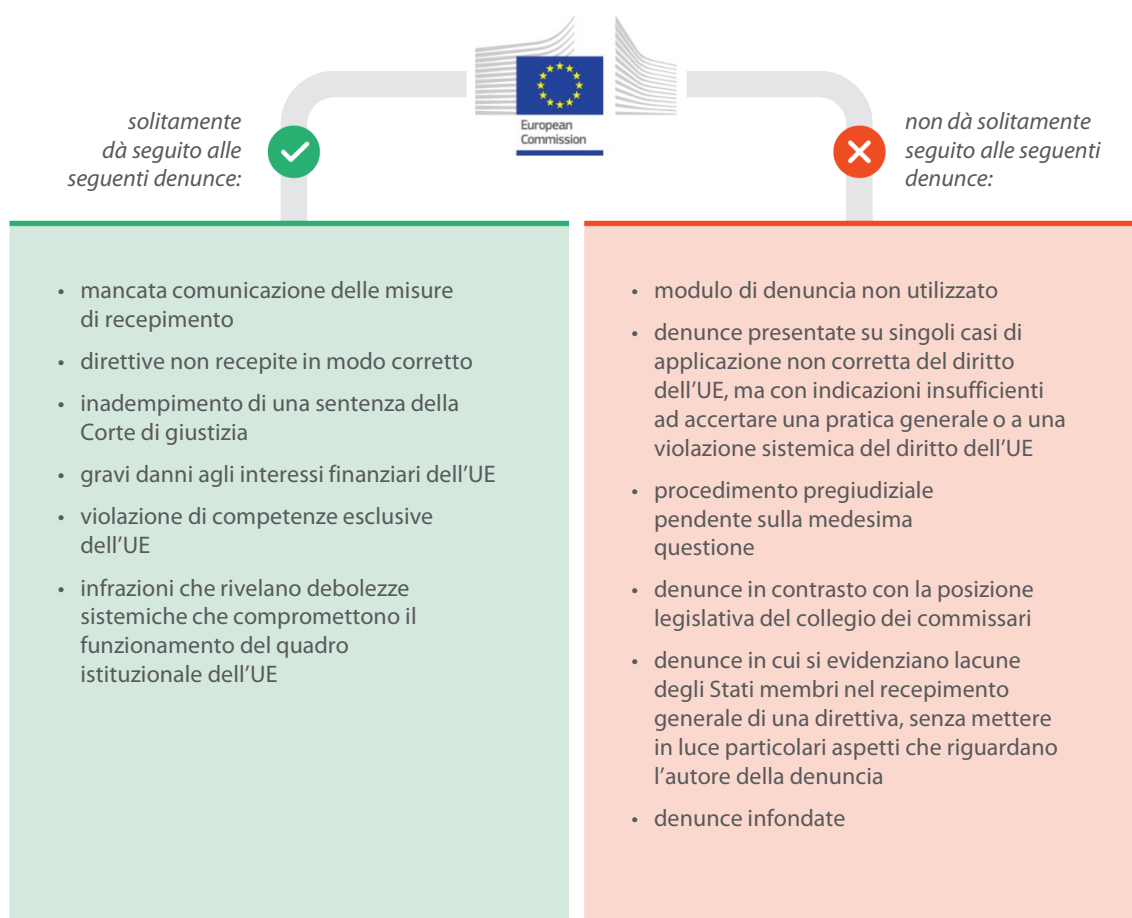 European
Commission
solitamente
dà seguito alle
seguenti denunce:
non dà solitamente
seguito alle seguenti
denunce:
• mancata comunicazione delle misure
di recepimento
• direttive non recepite in modo corretto
• inadempimento di una sentenza della
Corte di giustizia
• gravi danni agli interessi finanziari dell’UE
• violazione di competenze esclusive
dell’UE
• infrazioni che rivelano debolezze
sistemiche che compromettono il
funzionamento del quadro
istituzionale dell’UE
• modulo di denuncia non utilizzato
• denunce presentate su singoli casi di
applicazione non corretta del diritto
dell’UE, ma con indicazioni insufficienti
ad accertare una pratica generale o a una
violazione sistemica del diritto dell’UE
• procedimento pregiudiziale
pendente sulla medesima
questione
• denunce in contrasto con la posizione
legislativa del collegio dei commissari
• denunce in cui si evidenziano lacune
degli Stati membri nel recepimento
generale di una direttiva, senza mettere
in luce particolari aspetti che riguardano
l’autore della denuncia
• denunce infondate